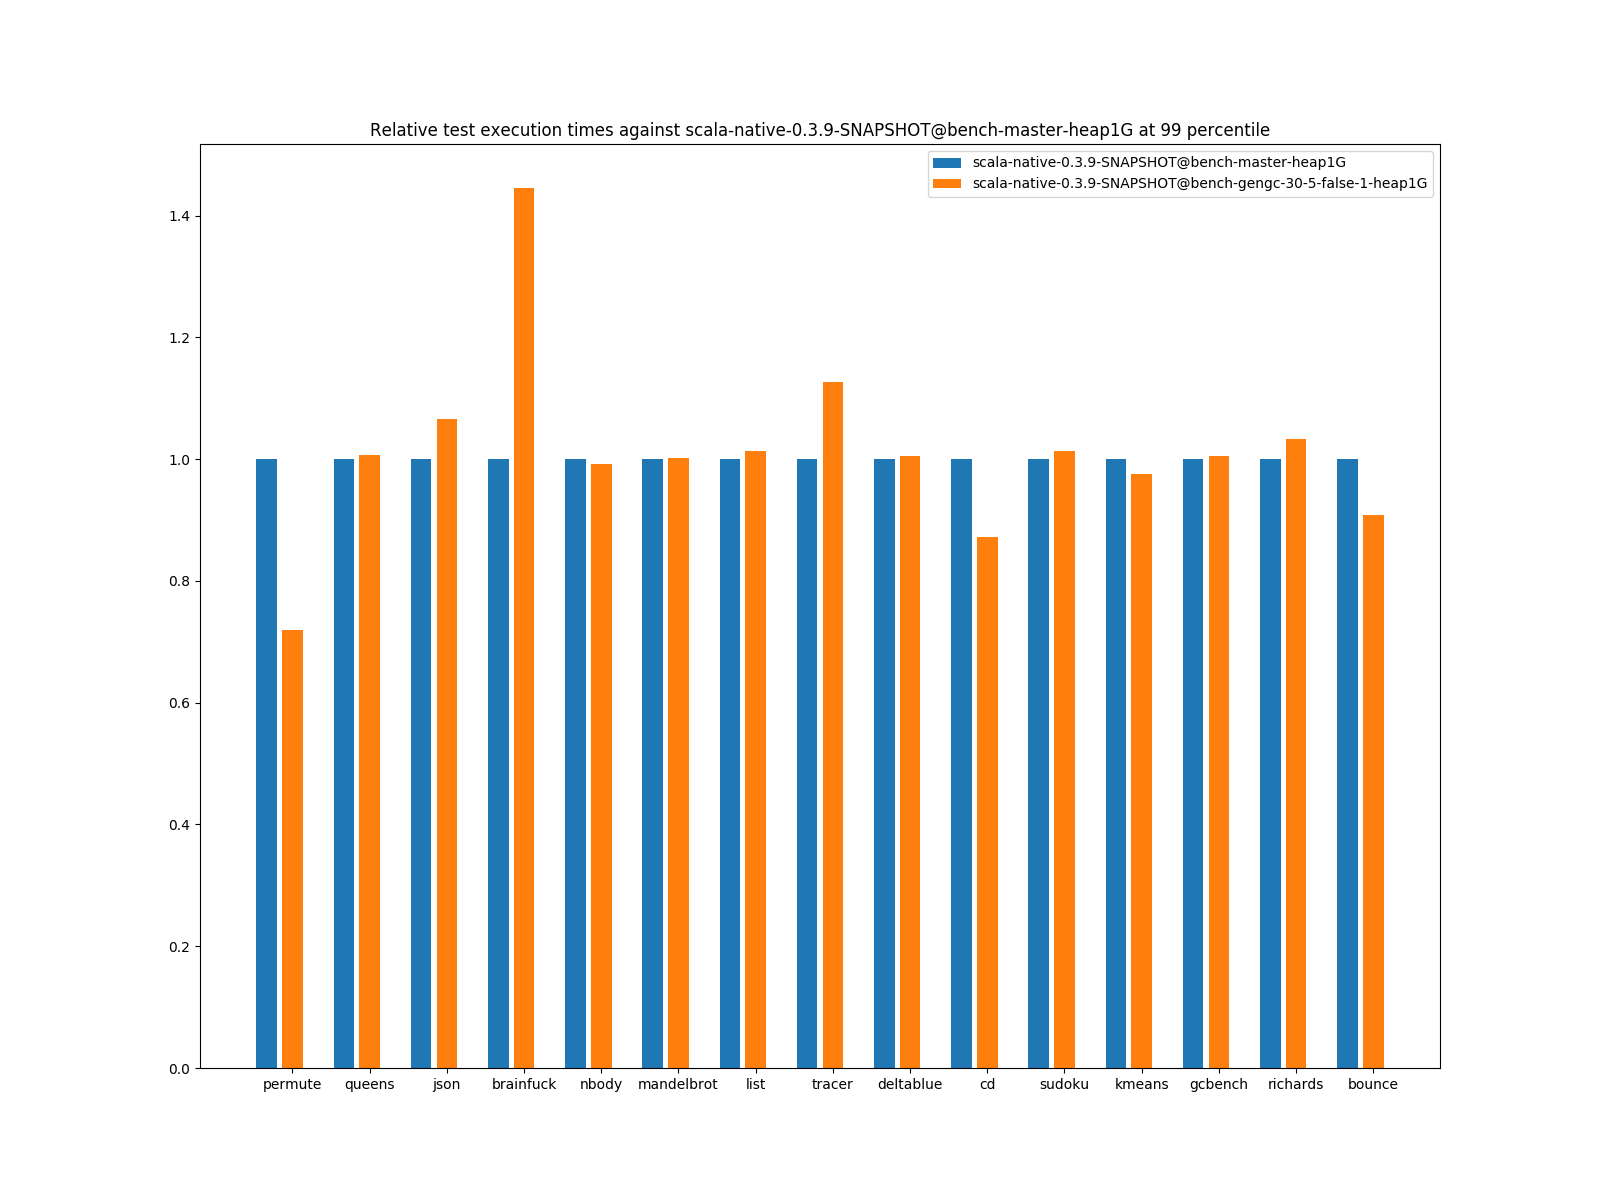 Relative test execution times against scala-native-0.3.9-SNAPSHOT@bench-master-heap1G at 99 percentile
scala-native-0.3.9-SNAPSHOT@bench-master-heap1G
scala-native-0.3.9-SNAPSHOT@bench-gengc-30-5-false-1-heap1G
1.4
1.2
1.0
0.8
0.6
0.4
0.2
0.0
permute queens json brainfuck nbody mandelbrot list tracer deltablue cd sudoku kmeans gcbench richards bounce